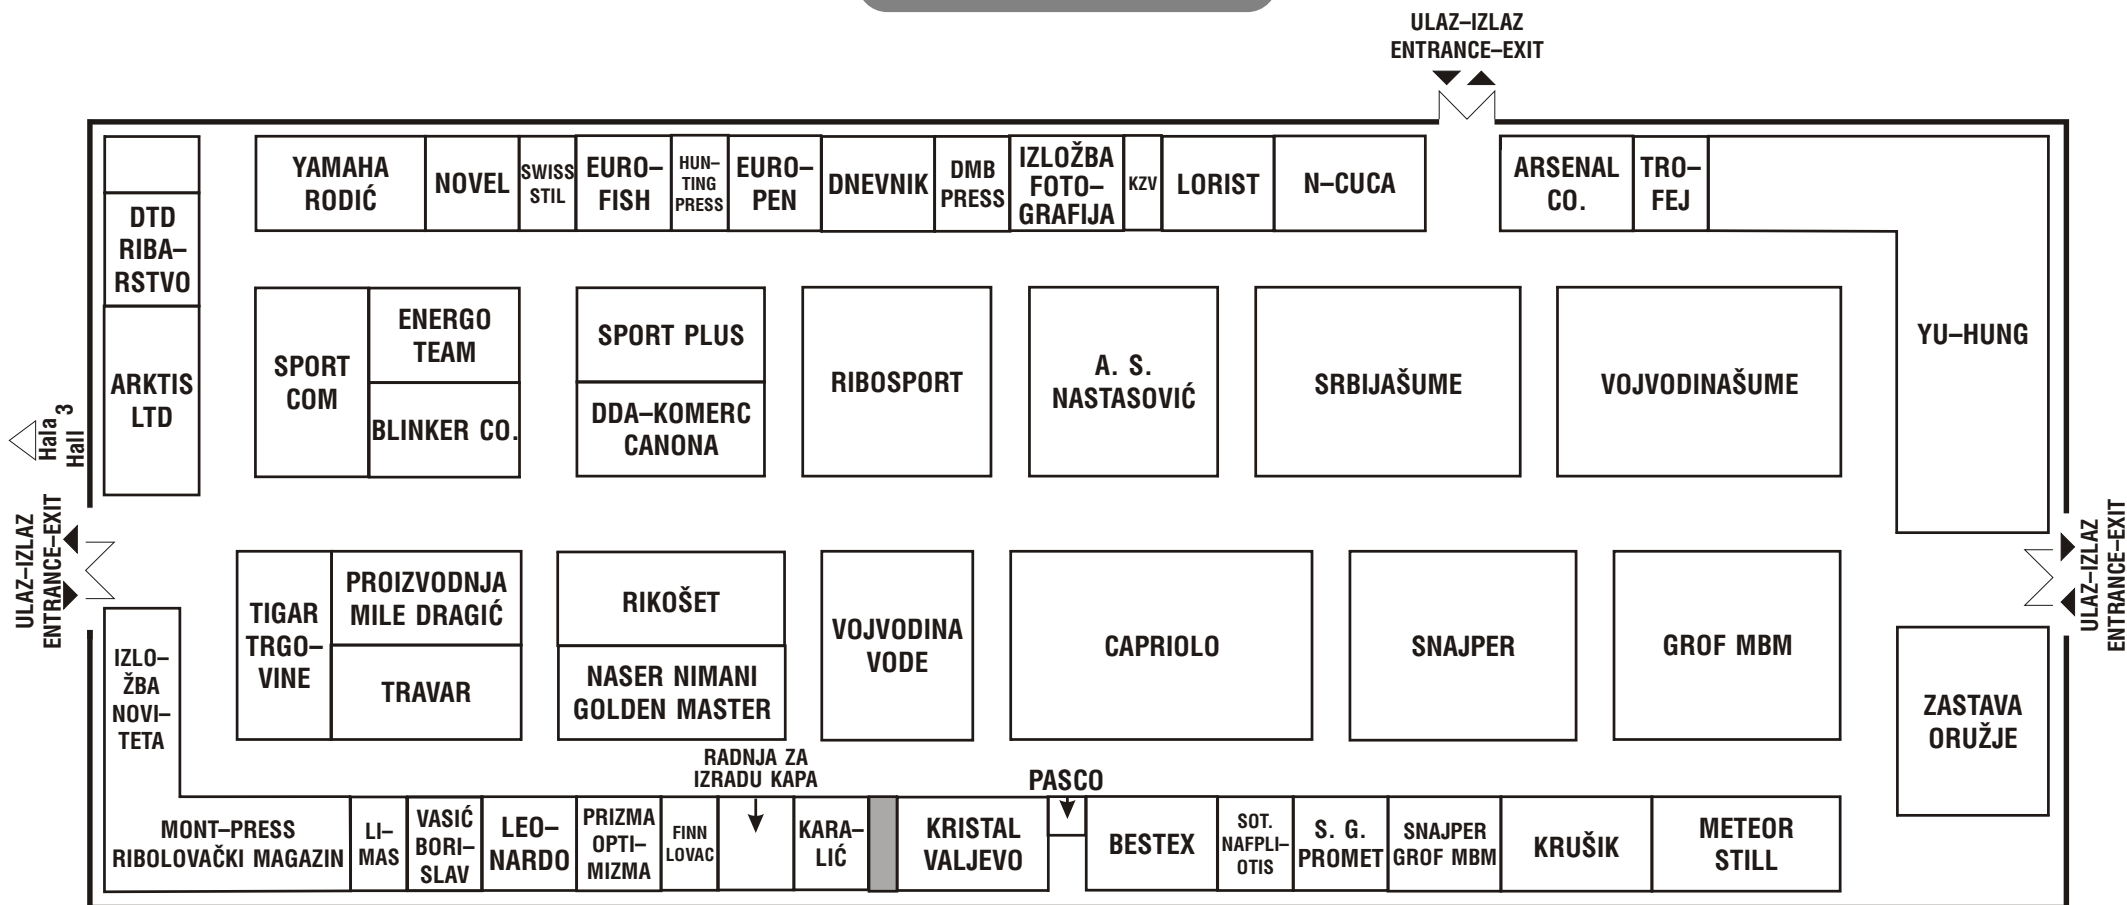 ULAZ–IZLAZ
ENTRANCE–EXIT
YAMAHA
RODIĆ
NOVEL
SWISS
STIL
EURO–
FISH
HUN–
TING
PRESS
EURO–
PEN
DNEVNIK
DMB
PRESS
IZLOŽBA
FOTO–
GRAFIJA
KZV
LORIST
N–CUCA
ARSENAL
CO.
TRO–
FEJ
YU–HUNG
DTD
RIBA–
RSTVO
ARKTIS
LTD
Hala 3
Hall
SPORT
COM
ENERGO
TEAM
BLINKER CO.
SPORT PLUS
DDA–KOMERC
CANONA
RIBOSPORT
A. S.
NASTASOVIĆ
SRBIJAŠUME
VOJVODINAŠUME
ULAZ–IZLAZ
ENTRANCE–EXIT
ULAZ–IZLAZ
ENTRANCE–EXIT
TIGAR
TRGO–
VINE
PROIZVODNJA
MILE DRAGIĆ
TRAVAR
RIKOŠET
NASER NIMANI
GOLDEN MASTER
VOJVODINA
VODE
CAPRIOLO
SNAJPER
GROF MBM
ZASTAVA
ORUŽJE
IZLO–
ŽBA
NOVI–
TETA
RADNJA ZA
IZRADU KAPA
PASCO
MONT–PRESS
RIBOLOVAČKI MAGAZIN
LI–
MAS
VASIĆ
BORI–
SLAV
LEO–
NARDO
PRIZMA
OPTI–
MIZMA
FINN
LOVAC
KARA–
LIĆ
KRISTAL
VALJEVO
BESTEX
SOT.
NAFPLI–
OTIS
S. G.
PROMET
SNAJPER
GROF MBM
KRUŠIK
METEOR
STILL